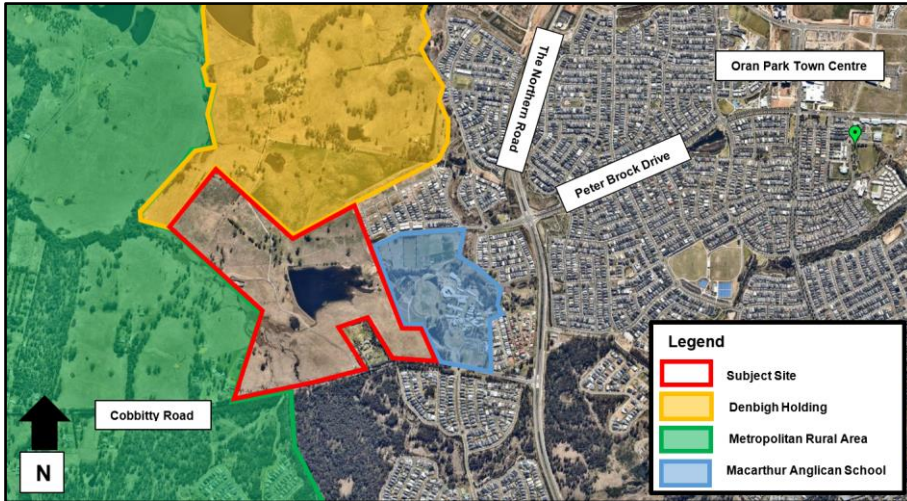 The Northern Road
Oran Park Town Centre
Peter Brock Drive
Cobbitty Road
N
Legend
Subject Site
Denbigh Holding
Metropolitan Rural Area
Macarthur Anglican School